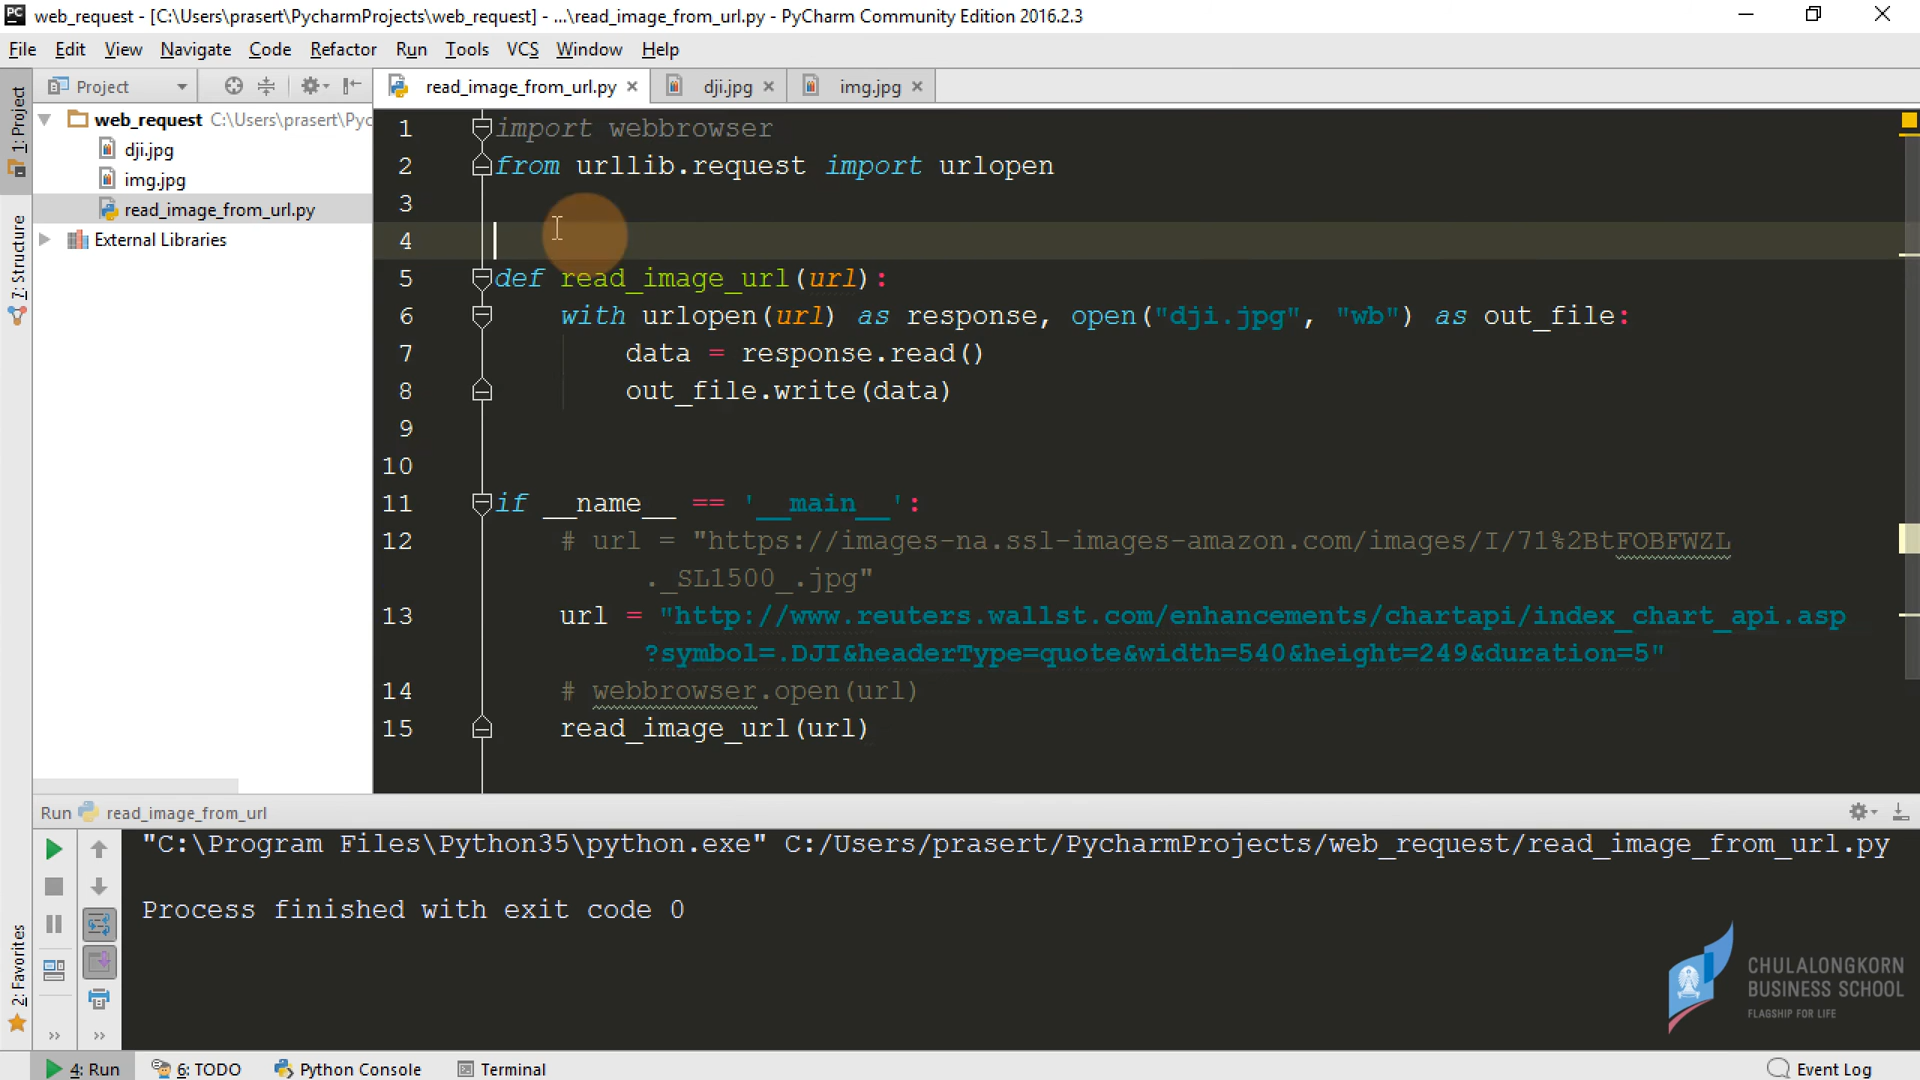 PC web_request - [C:\Users\prasert\PycharmProjects\web_request] - ...\read_image_from_url.py - PyCharm Community Edition 2016.2.3
File Edit View Navigate Code Refactor Run Tools VCS Window Help
Project
read_image_from_url.py
dji.jpg
img.jpg
1: Project
7: Structure
2: Favorites
web_request C:\Users\prasert\Pyc
dji.jpg
img.jpg
read_image_from_url.py
External Libraries
1 import webbrowser
2 from urllib.request import urlopen
3
4
5 def read_image_url(url):
6 with urlopen(url) as response, open("dji.jpg", "wb") as out_file:
7 data = response.read()
8 out_file.write(data)
9
10
11 if __name__ == '__main__':
12 # url = "https://images-na.ssl-images-amazon.com/images/I/71%2BtFOBFWZL
._SL1500_.jpg"
13 url = "http://www.reuters.wallst.com/enhancements/chartapi/index_chart_api.asp
?symbol=.DJI&headerType=quote&width=540&height=249&duration=5"
14 # webbrowser.open(url)
15 read_image_url(url)
Run read_image_from_url
"C:\Program Files\Python35\python.exe" C:/Users/prasert/PycharmProjects/web_request/read_image_from_url.py
Process finished with exit code 0
CHULALONGKORN
BUSINESS SCHOOL
FLAGSHIP FOR LIFE
4: Run 6: TODO Python Console Terminal Event Log